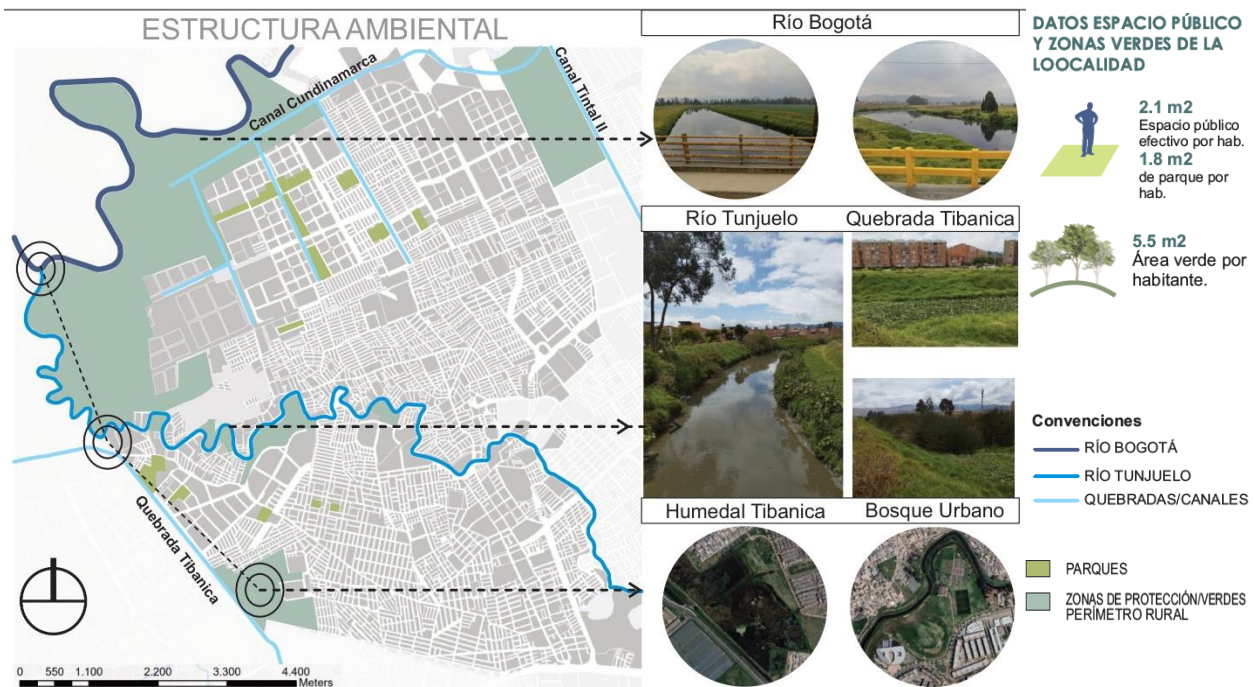 ESTRUCTURA AMBIENTAL
Canal Cundinamarca
Canal Tintal II
Quebrada Tibanica
0 550 1.100 2.200 3.300 4.400
Meters
Río Bogotá
Río Tunjuelo
Quebrada Tibanica
Humedal Tibanica
Bosque Urbano
DATOS ESPACIO PÚBLICO
Y ZONAS VERDES DE LA
LOOCALIDAD
2.1 m2
Espacio público
efectivo por hab.
1.8 m2
de parque por
hab.
5.5 m2
Área verde por
habitante.
Convenciones
RÍO BOGOTÁ
RÍO TUNJUELO
QUEBRADAS/CANALES
PARQUES
ZONAS DE PROTECCIÓN/VERDES
PERÍMETRO RURAL